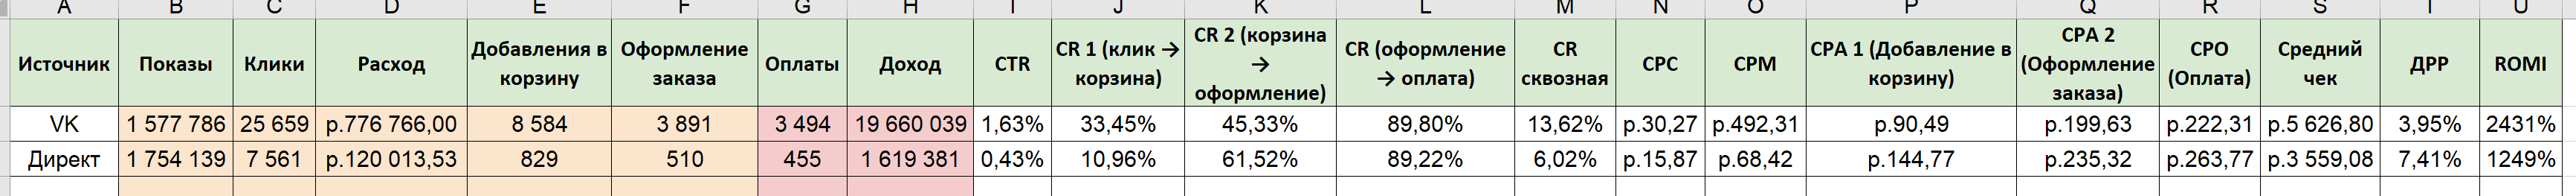 A B C D E F G H I J K L M N O P Q R S T U
Источник Показы Клики Расход Добавления в корзину Оформление заказа Оплаты Доход CTR CR 1 (клик → корзина) CR 2 (корзина → оформление) CR (оформление → оплата) CR сквозная CPC CPM CPA 1 (Добавление в корзину) CPA 2 (Оформление заказа) CPO (Оплата) Средний чек ДРР ROMI
VK 1 577 786 25 659 р.776 766,00 8 584 3 891 3 494 19 660 039 1,63% 33,45% 45,33% 89,80% 13,62% р.30,27 р.492,31 р.90,49 р.199,63 р.222,31 р.5 626,80 3,95% 2431%
Директ 1 754 139 7 561 р.120 013,53 829 510 455 1 619 381 0,43% 10,96% 61,52% 89,22% 6,02% р.15,87 р.68,42 р.144,77 р.235,32 р.263,77 р.3 559,08 7,41% 1249%